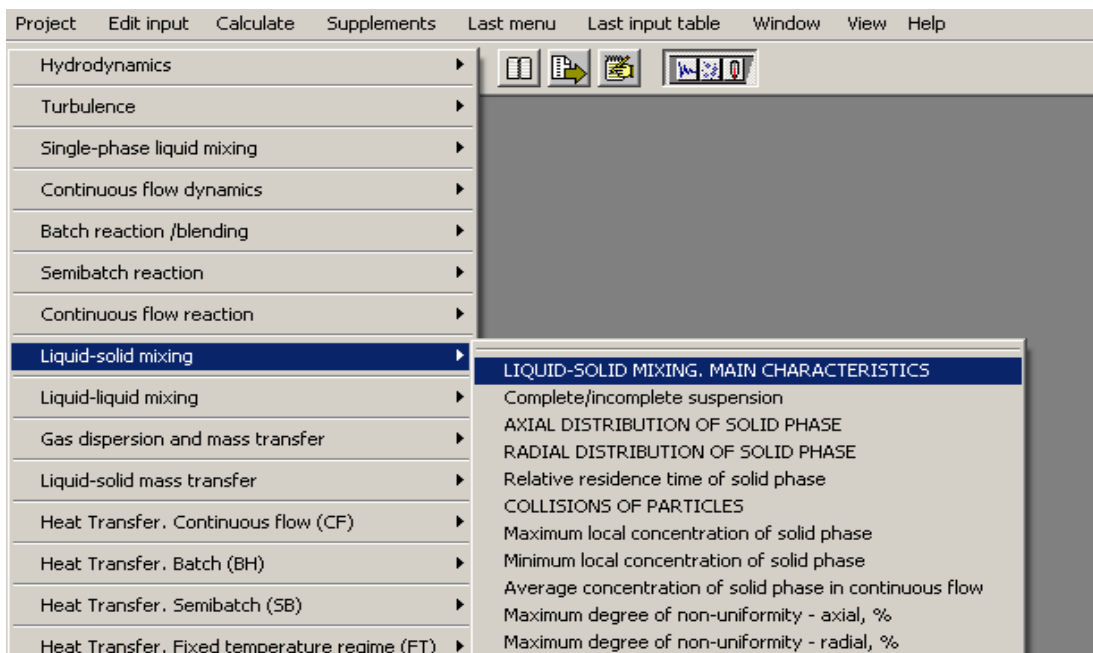 Project Edit input Calculate Supplements Last menu Last input table Window View Help
Hydrodynamics
Turbulence
Single-phase liquid mixing
Continuous flow dynamics
Batch reaction /blending
Semibatch reaction
Continuous flow reaction
Liquid-solid mixing
Liquid-liquid mixing
Gas dispersion and mass transfer
Liquid-solid mass transfer
Heat Transfer. Continuous flow (CF)
Heat Transfer. Batch (BH)
Heat Transfer. Semibatch (SB)
Heat Transfer. Fixed temperature regime (FT)
LIQUID-SOLID MIXING. MAIN CHARACTERISTICS
Complete/incomplete suspension
AXIAL DISTRIBUTION OF SOLID PHASE
RADIAL DISTRIBUTION OF SOLID PHASE
Relative residence time of solid phase
COLLISIONS OF PARTICLES
Maximum local concentration of solid phase
Minimum local concentration of solid phase
Average concentration of solid phase in continuous flow
Maximum degree of non-uniformity - axial, %
Maximum degree of non-uniformity - radial, %